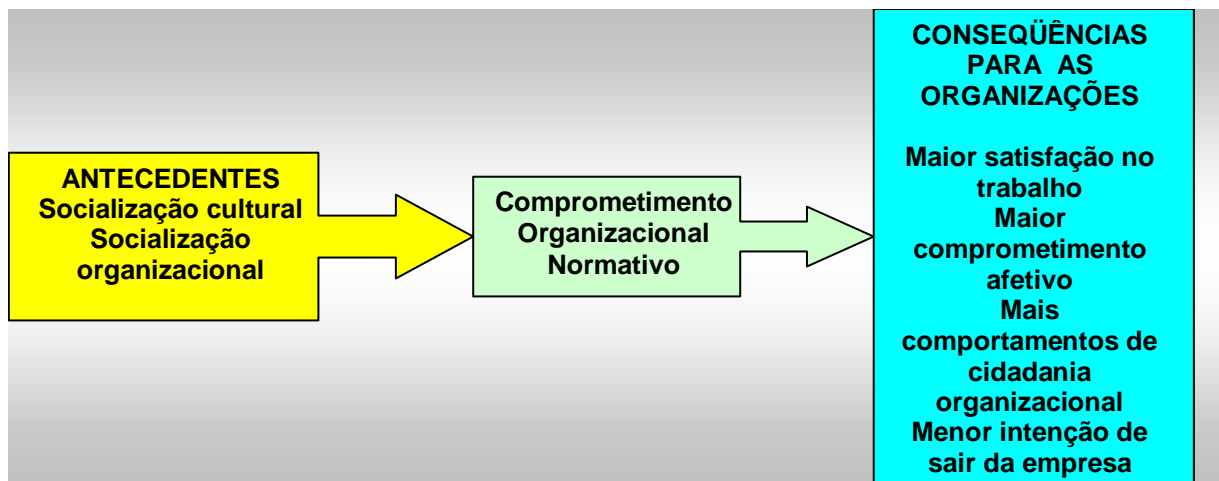 ANTECEDENTES
Socialização cultural
Socialização
organizacional
Comprometimento
Organizacional
Normativo
CONSEQÜÊNCIAS
PARA AS
ORGANIZAÇÕES
Maior satisfação no
trabalho
Maior
comprometimento
afetivo
Mais
comportamentos de
cidadania
organizacional
Menor intenção de
sair da empresa